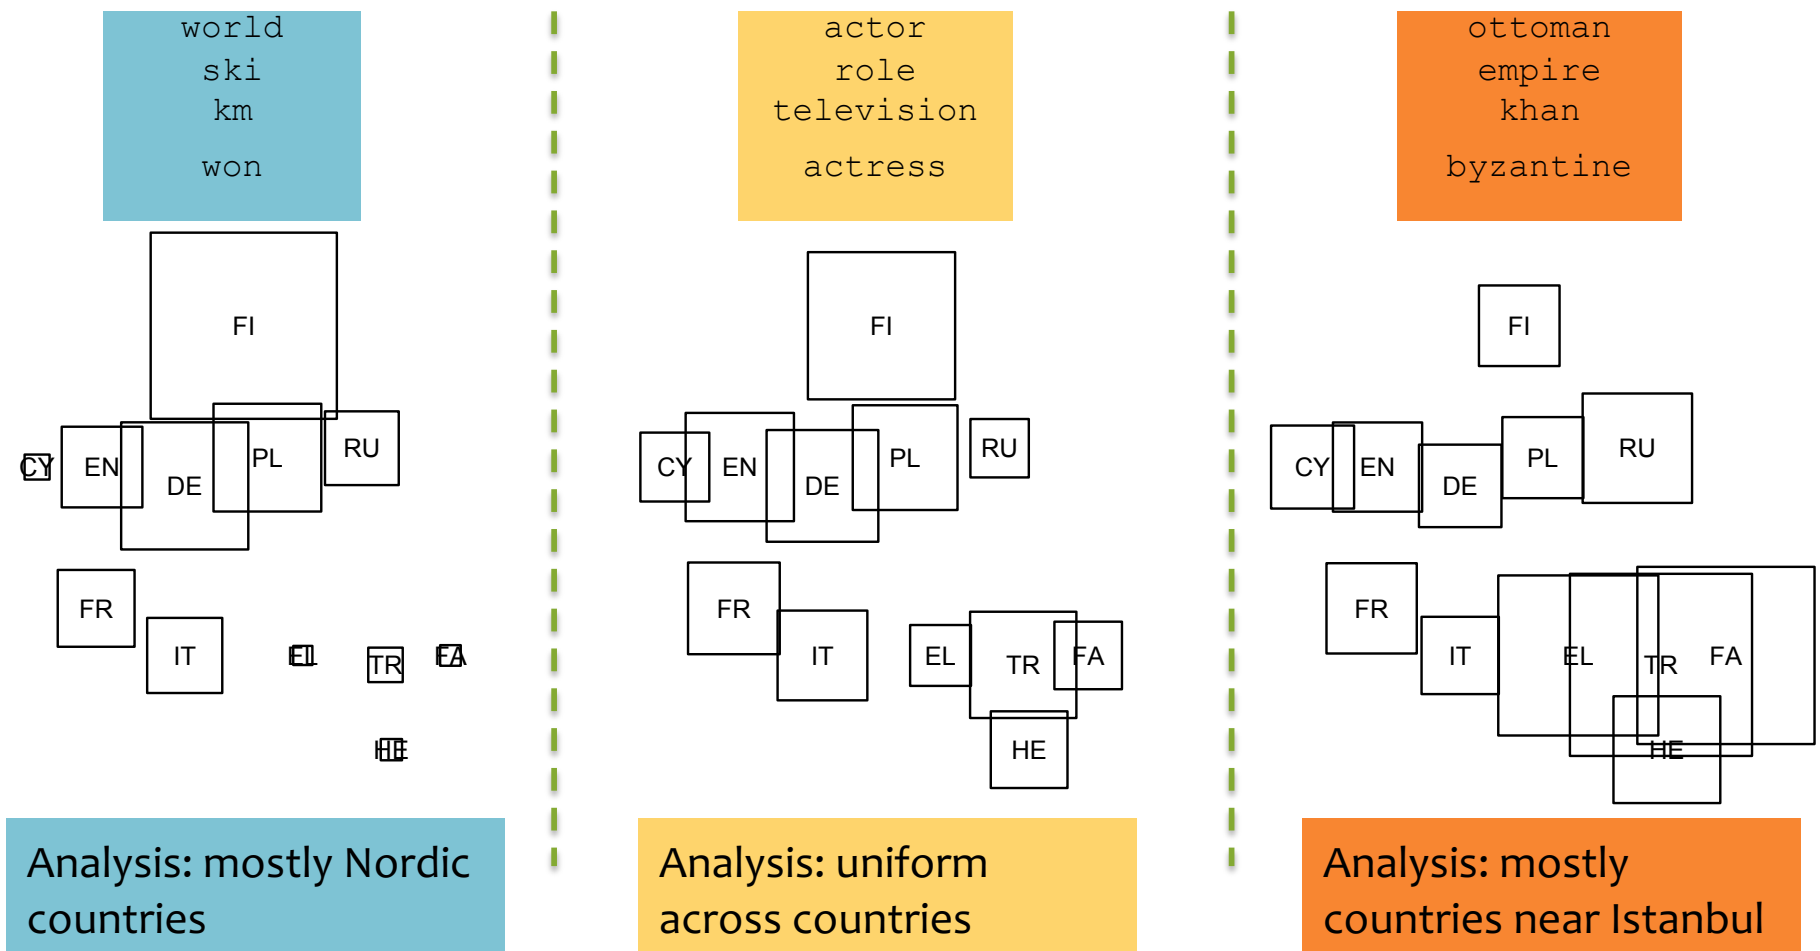 world
ski
km
won
FI
CY
EN
DE
PL
RU
FR
IT
EL
TR
FA
HE
Analysis: mostly Nordic
countries
actor
role
television
actress
FI
CY
EN
DE
PL
RU
FR
IT
EL
TR
FA
HE
Analysis: uniform
across countries
ottoman
empire
khan
byzantine
FI
CY
EN
DE
PL
RU
FR
IT
EL
TR
FA
HE
Analysis: mostly
countries near Istanbul